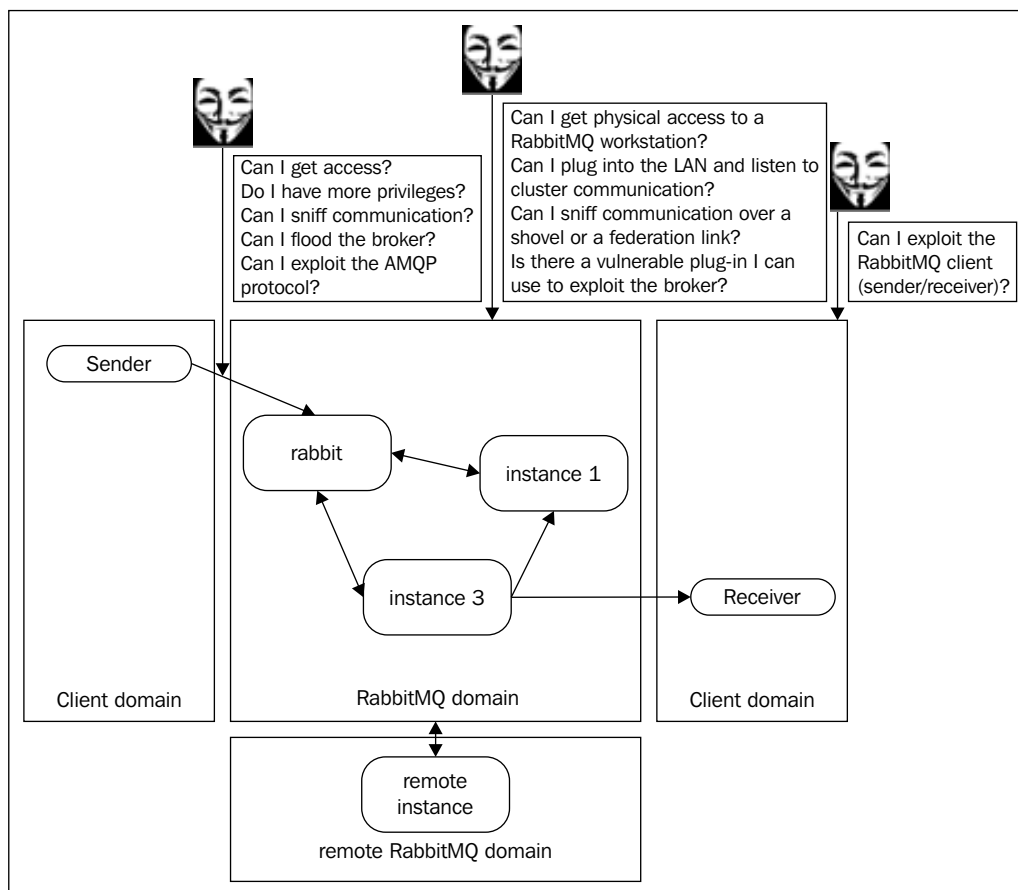 Can I get access?
Do I have more privileges?
Can I sniff communication?
Can I flood the broker?
Can I exploit the AMQP
protocol?
Can I get physical access to a
RabbitMQ workstation?
Can I plug into the LAN and listen to
cluster communication?
Can I sniff communication over a
shovel or a federation link?
Is there a vulnerable plug-in I can
use to exploit the broker?
Can I exploit the
RabbitMQ client
(sender/receiver)?
Sender
rabbit
instance 1
instance 3
Receiver
Client domain
RabbitMQ domain
Client domain
remote
instance
remote RabbitMQ domain